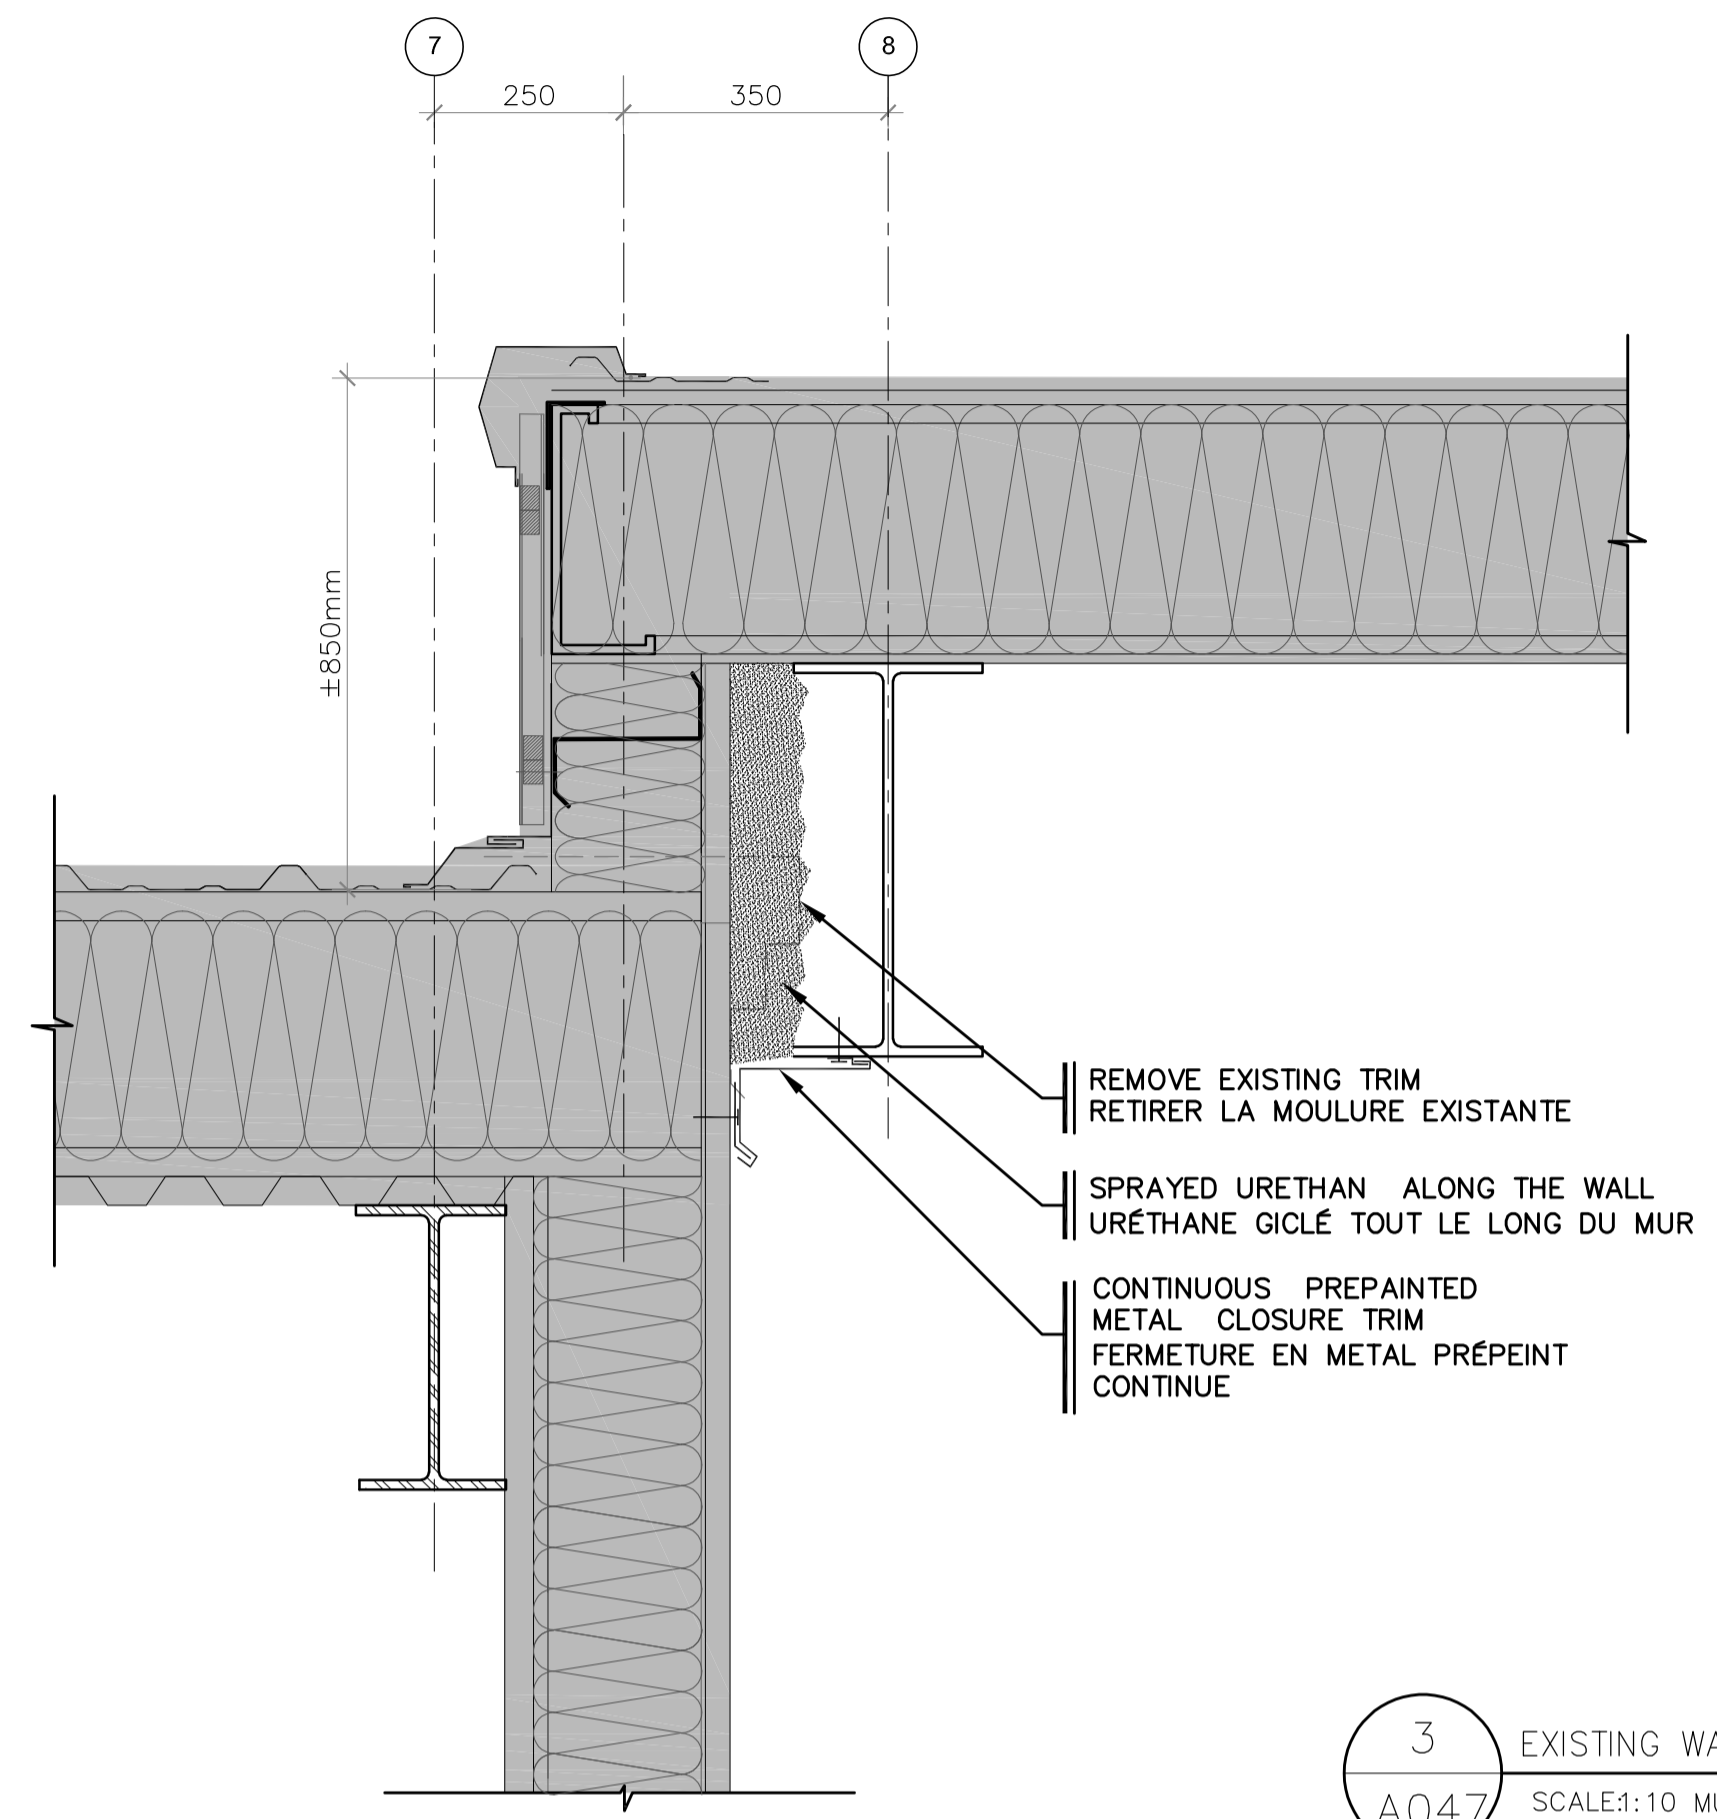 7
8
250
350
±850mm
REMOVE EXISTING TRIM
RETIRER LA MOULURE EXISTANTE
SPRAYED URETHAN ALONG THE WALL
URÉTHANE GICLÉ TOUT LE LONG DU MUR
CONTINUOUS PREPAINTED
METAL CLOSURE TRIM
FERMETURE EN METAL PRÉPEINT
CONTINUE
3
EXISTING
A047
SCALE:1:10